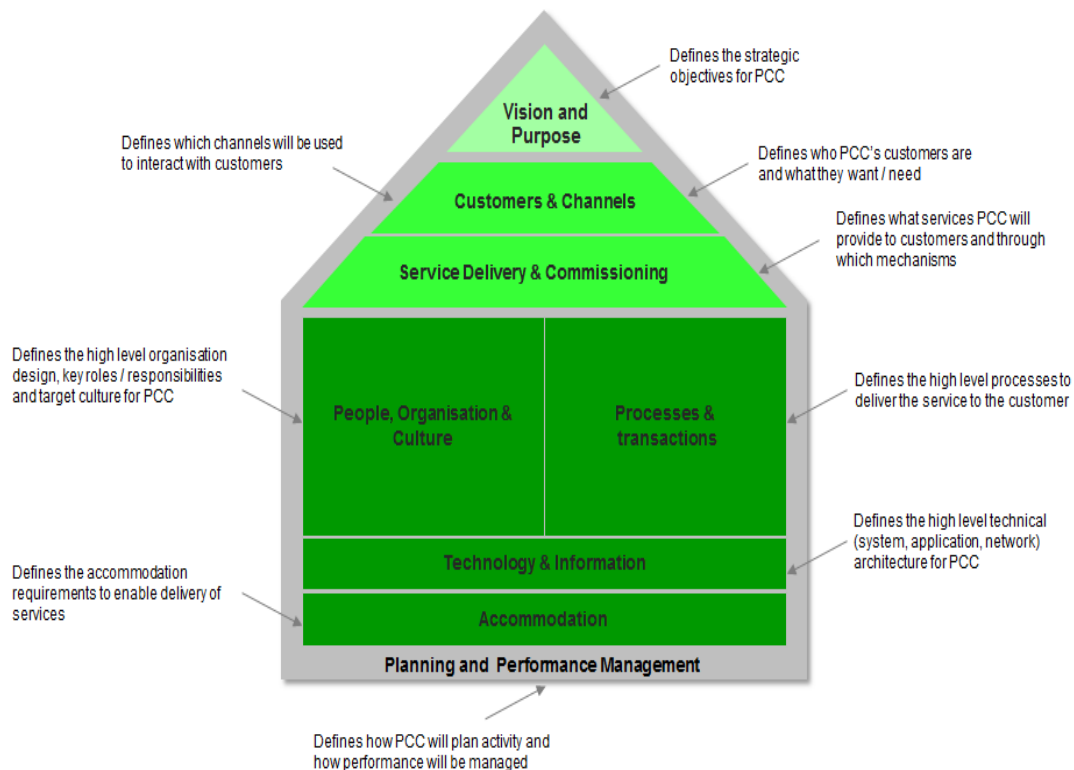 Defines the strategic
objectives for PCC
Vision and
Purpose
Defines which channels will be used
to interact with customers
Defines who PCC's customers are
and what they want / need
Customers & Channels
Defines what services PCC will
provide to customers and through
which mechanisms
Service Delivery & Commissioning
Defines the high level organisation
design, key roles / responsibilities
and target culture for PCC
People, Organisation &
Culture
Processes &
transactions
Defines the high level processes to
deliver the service to the customer
Defines the high level technical
(system, application, network)
architecture for PCC
Technology & Information
Defines the accommodation
requirements to enable delivery of
services
Accommodation
Planning and Performance Management
Defines how PCC will plan activity and
how performance will be managed